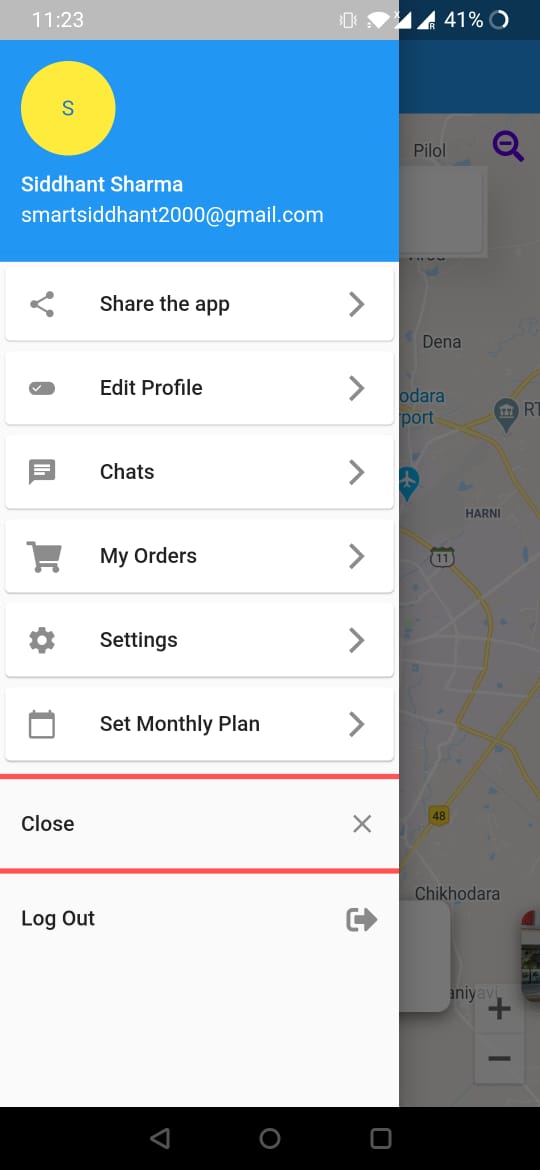 11:23
41%
S
Siddhant Sharma
smartsiddhant2000@gmail.com
Share the app
Edit Profile
Chats
My Orders
Settings
Set Monthly Plan
Close
Log Out
Pilol
Dena
odara
rport
RT
HARNI
11
48
Chikhodara
aniyavi